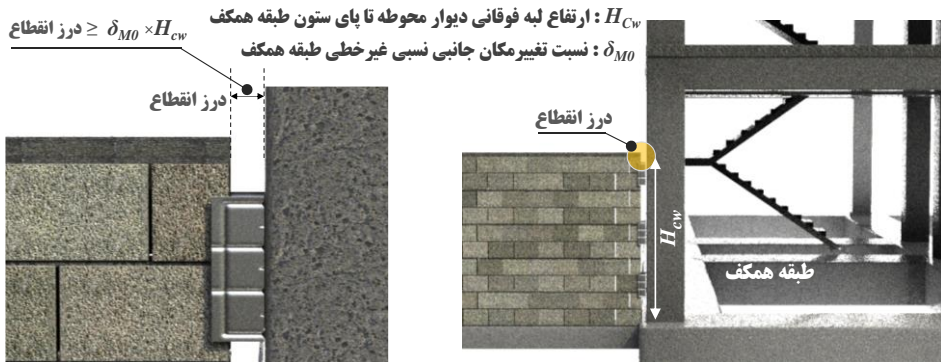 H_Cw : ارتفاع لبه فوقانی دیوار محوطه تا پای ستون طبقه همکف
δ_M0 : نسبت تغییرمکان جانبی نسبی غیرخطی طبقه همکف
درز انقطاع ≥ δ_M0 ×H_cw
درز انقطاع
درز انقطاع
H_cw
طبقه همکف